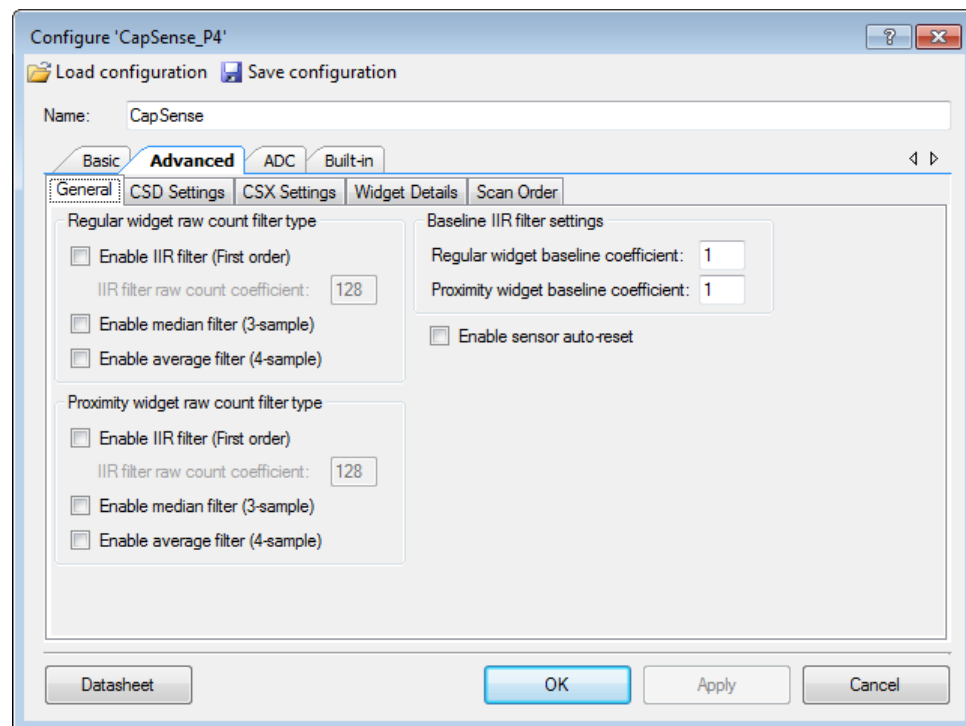 Configure 'CapSense_P4'
Load configuration Save configuration
Name: CapSense
Basic Advanced ADC Built-in
General CSD Settings CSX Settings Widget Details Scan Order
Regular widget raw count filter type
Enable IIR filter (First order)
IIR filter raw count coefficient: 128
Enable median filter (3-sample)
Enable average filter (4-sample)
Proximity widget raw count filter type
Enable IIR filter (First order)
IIR filter raw count coefficient: 128
Enable median filter (3-sample)
Enable average filter (4-sample)
Baseline IIR filter settings
Regular widget baseline coefficient: 1
Proximity widget baseline coefficient: 1
Enable sensor auto-reset
Datasheet OK Apply Cancel